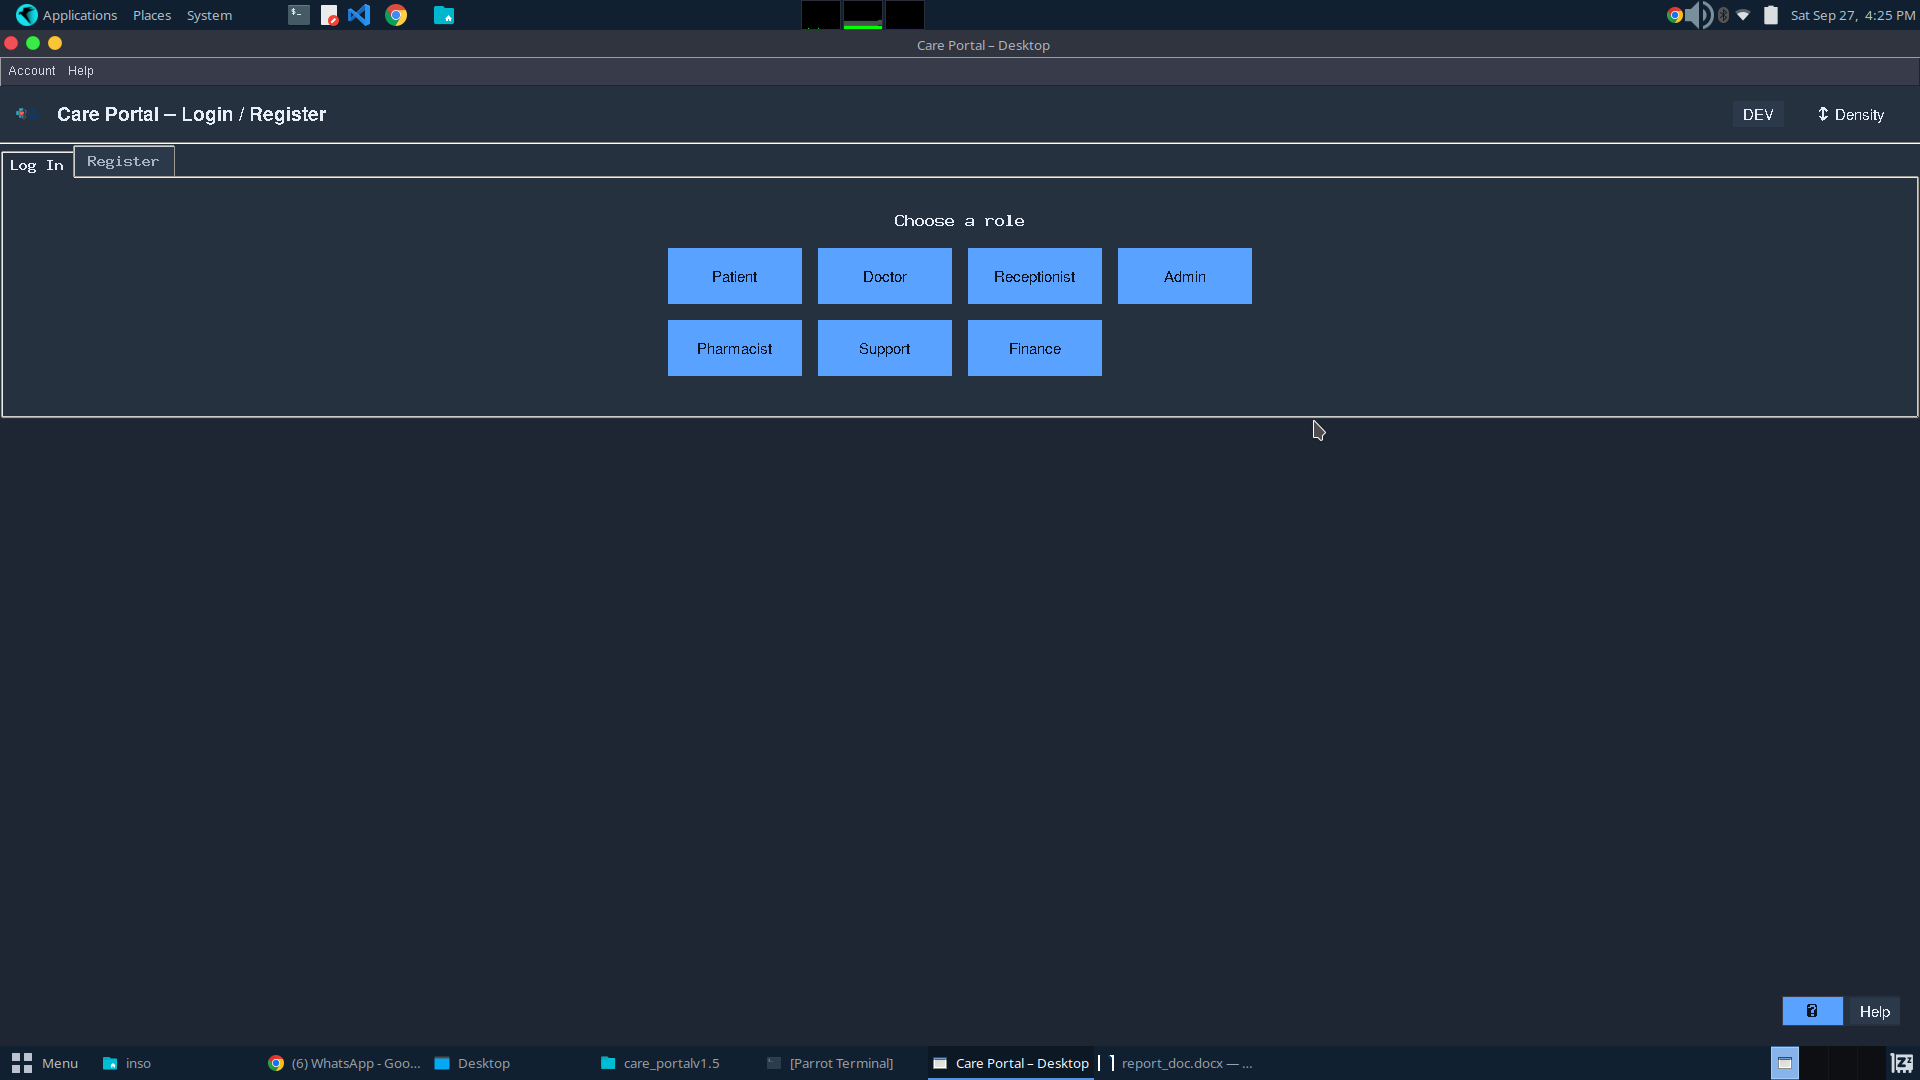 Applications Places System Sat Sep 27, 4:25 PM
Care Portal – Desktop
Account Help
Care Portal – Login / Register DEV Density
Log In Register
Choose a role
Patient Doctor Receptionist Admin
Pharmacist Support Finance
? Help
Menu inso (6) WhatsApp - Goo... Desktop care_portalv1.5 [Parrot Terminal] Care Portal – Desktop report_doc.docx — ...